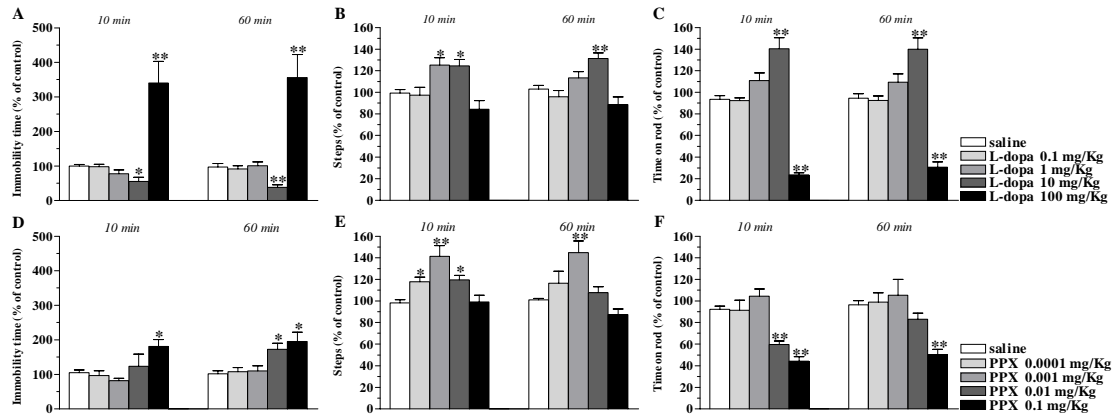 A
10 min
60 min
Immobility time (% of control)
500
400
300
200
100
0
*
**
**
**
B
10 min
60 min
Steps (% of control)
160
140
120
100
80
60
40
20
0
*
*
**
C
10 min
60 min
Time on rod (% of control)
160
140
120
100
80
60
40
20
0
**
**
**
**
saline
L-dopa 0.1 mg/Kg
L-dopa 1 mg/Kg
L-dopa 10 mg/Kg
L-dopa 100 mg/Kg
D
10 min
60 min
Immobility time (% of control)
500
400
300
200
100
0
*
*
*
E
10 min
60 min
Steps (% of control)
160
140
120
100
80
60
40
20
0
*
**
*
**
F
10 min
60 min
Time on rod (% of control)
160
140
120
100
80
60
40
20
0
**
**
**
saline
PPX 0.0001 mg/Kg
PPX 0.001 mg/Kg
PPX 0.01 mg/Kg
PPX 0.1 mg/Kg